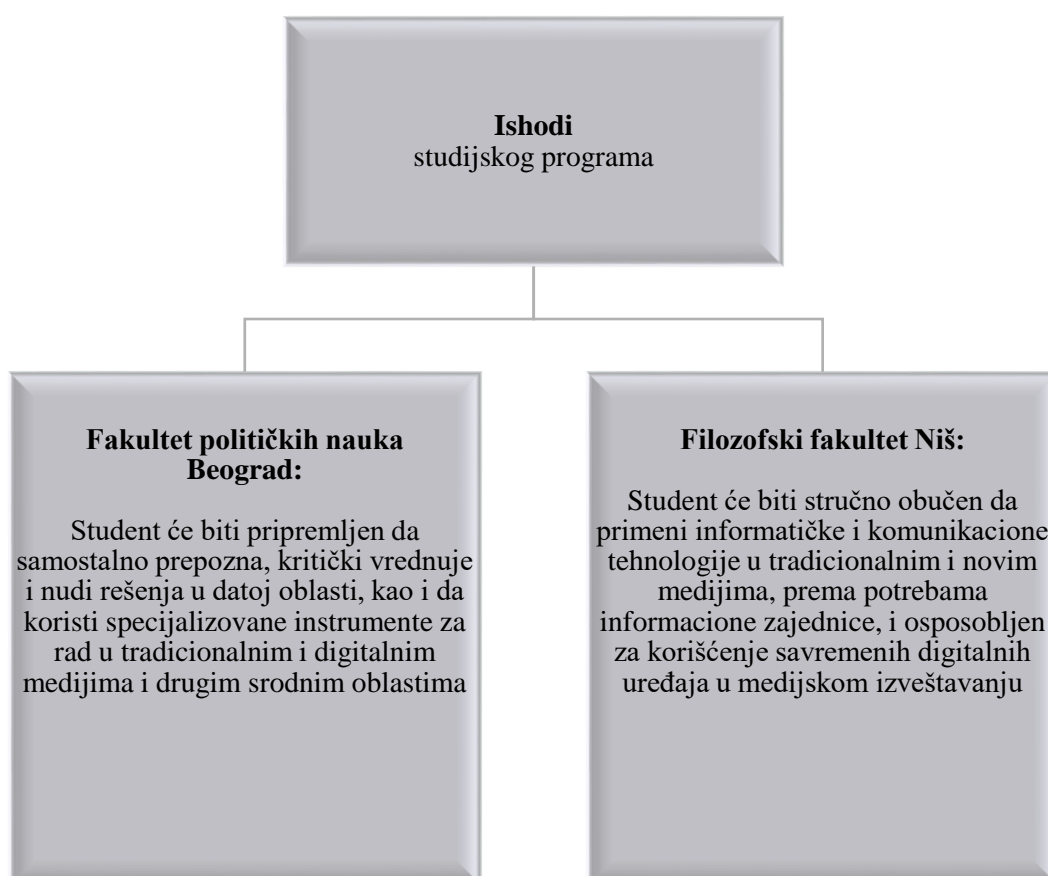 Ishodi
studijskog programa
Fakultet političkih nauka
Beograd:
Student će biti pripremljen da
samostalno prepozna, kritički vrednuje
i nudi rešenja u datoj oblasti, kao i da
koristi specijalizovane instrumente za
rad u tradicionalnim i digitalnim
medijima i drugim srodnim oblastima
Filozofski fakultet Niš:
Student će biti stručno obučen da
primeni informatičke i komunikacione
tehnologije u tradicionalnim i novim
medijima, prema potrebama
informacione zajednice, i osposobljen
za korišćenje savremenih digitalnih
uređaja u medijskom izveštavanju